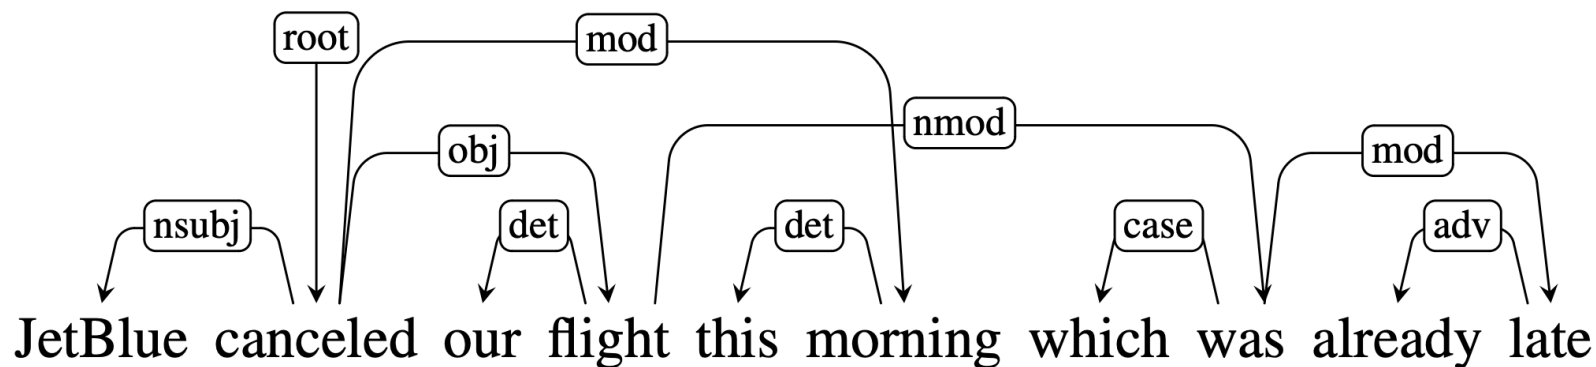 root
mod
nmod
obj
mod
nsubj
det
det
case
adv
JetBlue canceled our flight this morning which was already late